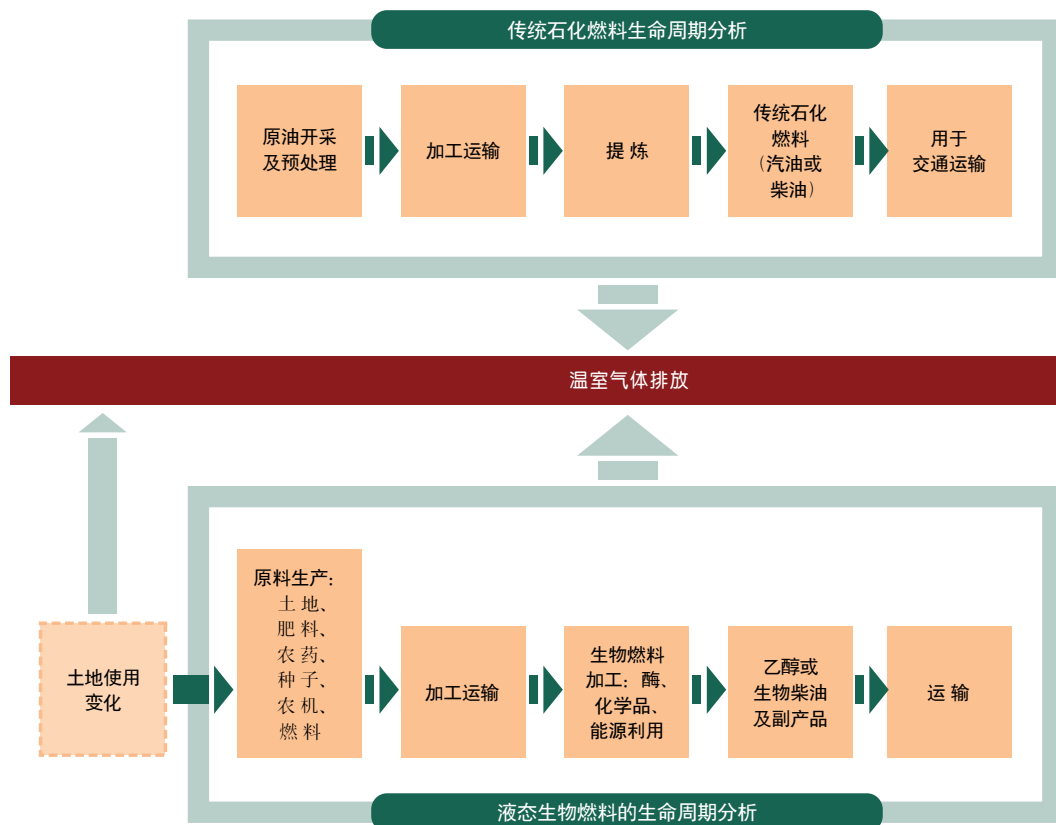 传统石化燃料生命周期分析
原油开采
及预处理
加工运输
提 炼
传统石化
燃料
（汽油或
柴油）
用于
交通运输
温室气体排放
土地使用
变化
原料生产：
土 地、
肥 料、
农 药、
种 子、
农 机、
燃 料
加工运输
生物燃料
加工：酶、
化学品、
能源利用
乙醇或
生物柴油
及副产品
运 输
液态生物燃料的生命周期分析